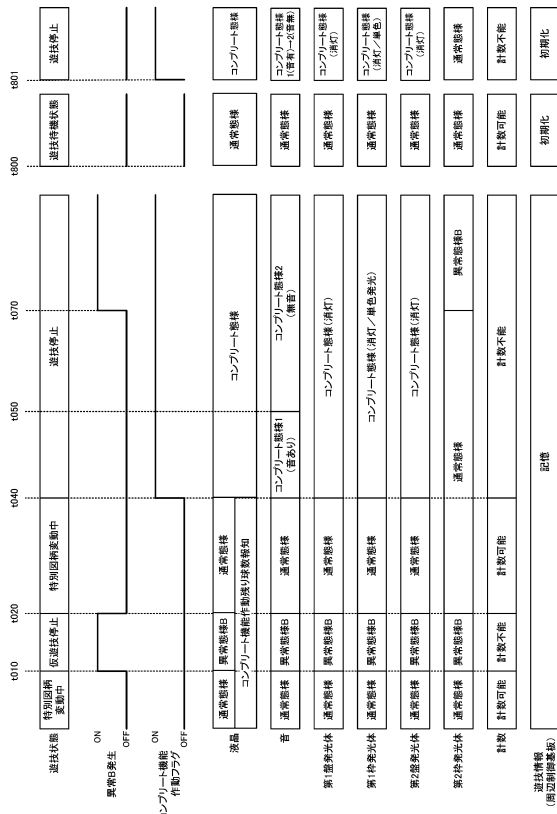 t010
t020
t040
t050
t070
t800
t801
遊技状態
特別図柄
変動中
仮遊技停止
特別図柄変動中
遊技停止
遊技待機状態
遊技停止
異常B発生
ON
OFF
コンプリート機能
作動フラグ
ON
OFF
液晶
通常態様
異常態様B
通常態様
コンプリート機能作動残り球数報知
コンプリート態様
通常態様
コンプリート態様
音
通常態様
異常態様B
通常態様
コンプリート態様1
(音あり)
コンプリート態様2
(無音)
通常態様
コンプリート態様
1(音有)→2(音無)
第1盤発光体
通常態様
異常態様B
通常態様
コンプリート態様(消灯)
通常態様
コンプリート態様
(消灯)
第1枠発光体
通常態様
異常態様B
通常態様
コンプリート態様(消灯/単色発光)
通常態様
コンプリート態様
(消灯/単色)
第2盤発光体
通常態様
異常態様B
通常態様
コンプリート態様(消灯)
通常態様
コンプリート態様
(消灯)
第2枠発光体
通常態様
異常態様B
通常態様
通常態様
異常態様B
通常態様
通常態様
計数
計数可能
計数不能
計数可能
計数不能
計数可能
計数不能
遊技情報
(周辺制御基板)
記憶
初期化
初期化